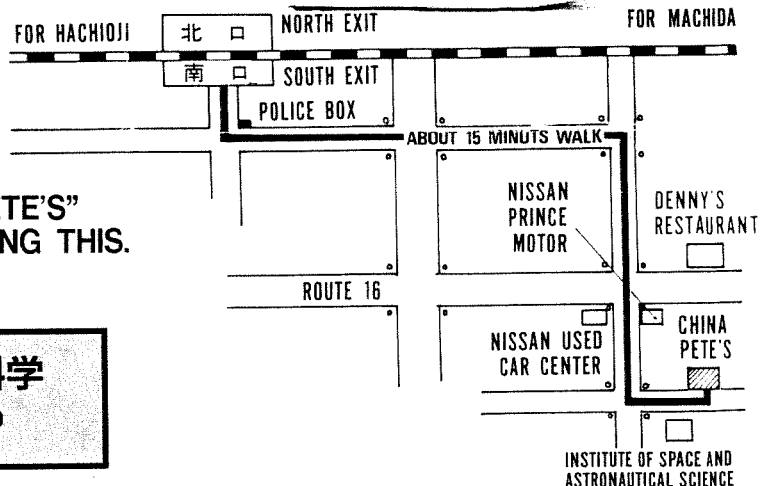 FOR HACHIOJI
北口
NORTH EXIT
FOR MACHIDA
南口
SOUTH EXIT
POLICE BOX
ABOUT 15 MINUTS WALK
TE'S”
NG THIS.
NISSAN
PRINCE
MOTOR
DENNY'S
RESTAURANT
ROUTE 16
NISSAN USED
CAR CENTER
CHINA
PETE'S
学
INSTITUTE OF SPACE AND
ASTRONAUTICAL SCIENCE